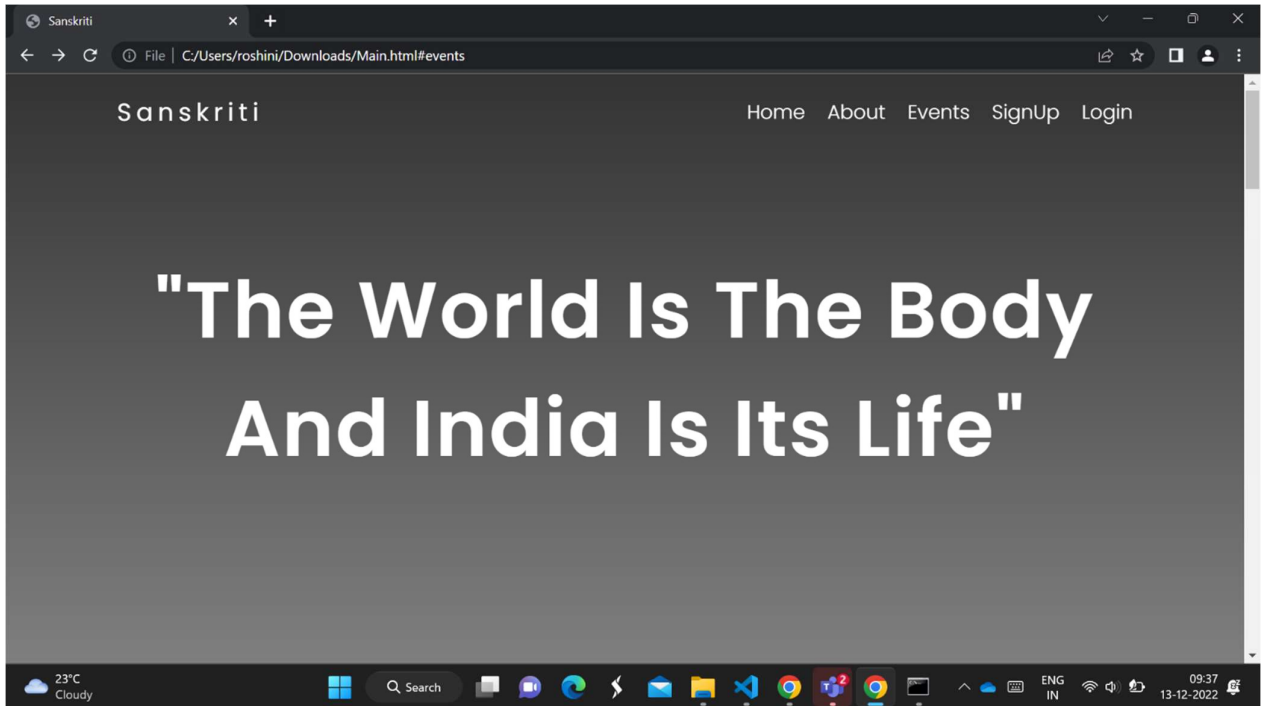 Sanskriti
File C:/Users/roshini/Downloads/Main.html#events
Sanskriti
Home About Events SignUp Login
"The World Is The Body
And India Is Its Life"
23°C
Cloudy
Search
2
ENG
IN
09:37
13-12-2022